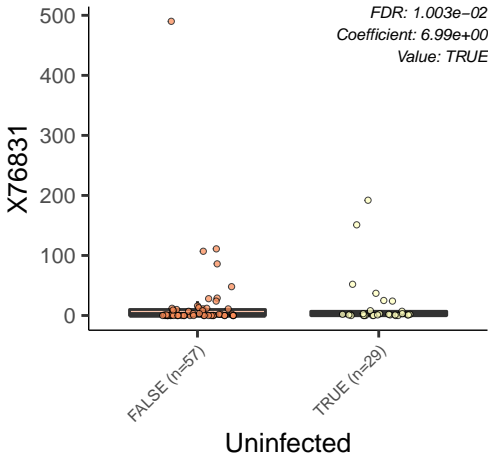 FDR: 1.003e−02
Coefficient: 6.99e+00
Value: TRUE
500
400
300
200
100
0
X76831
FALSE (n=57)
TRUE (n=29)
Uninfected